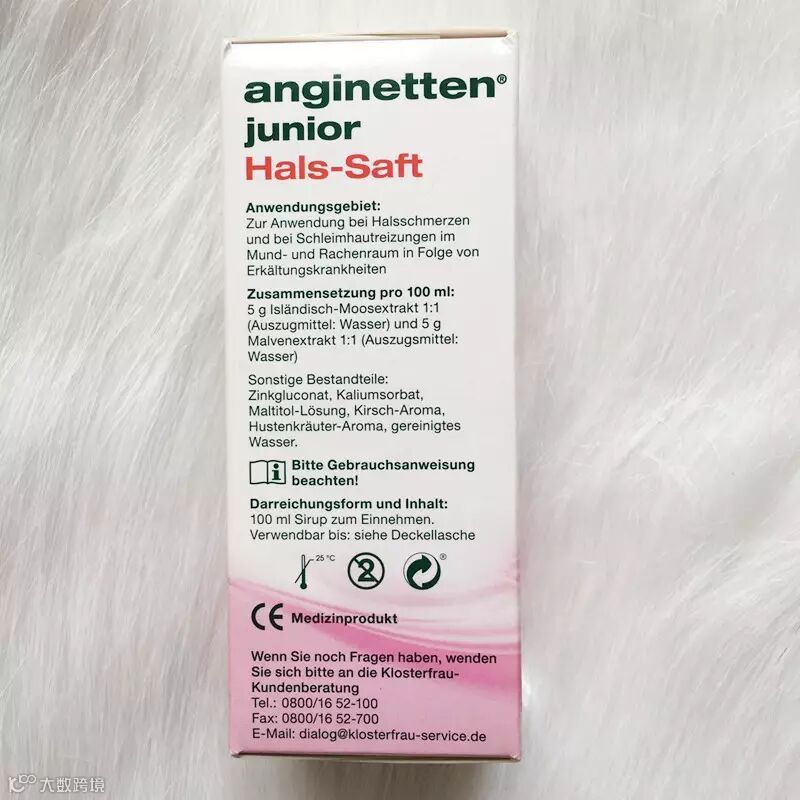 anginetten®
junior
Hals-Saft
Anwendungsgebiet:
Zur Anwendung bei Halsschmerzen
und bei Schleimhautreizungen im
Mund- und Rachenraum in Folge von
Erkältungskrankheiten
Zusammensetzung pro 100 ml:
5 g Isländisch-Moosextrakt 1:1
(Auszugmittel: Wasser) und 5 g
Malvenextrakt 1:1 (Auszugsmittel:
Wasser)
Sonstige Bestandteile:
Zinkgluconat, Kaliumsorbat,
Maltitol-Lösung, Kirsch-Aroma,
Hustenkräuter-Aroma, gereinigtes
Wasser.
Bitte Gebrauchsanweisung
beachten!
Darreichungsform und Inhalt:
100 ml Sirup zum Einnehmen.
Verwendbar bis: siehe Deckellasche
25 °C
2
®
CE Medizinprodukt
Wenn Sie noch Fragen haben, wenden
Sie sich bitte an die Klosterfrau-
Kundenberatung
Tel.: 0800/16 52-100
Fax: 0800/16 52-700
E-Mail: dialog@klosterfrau-service.de
10100 大数跨境